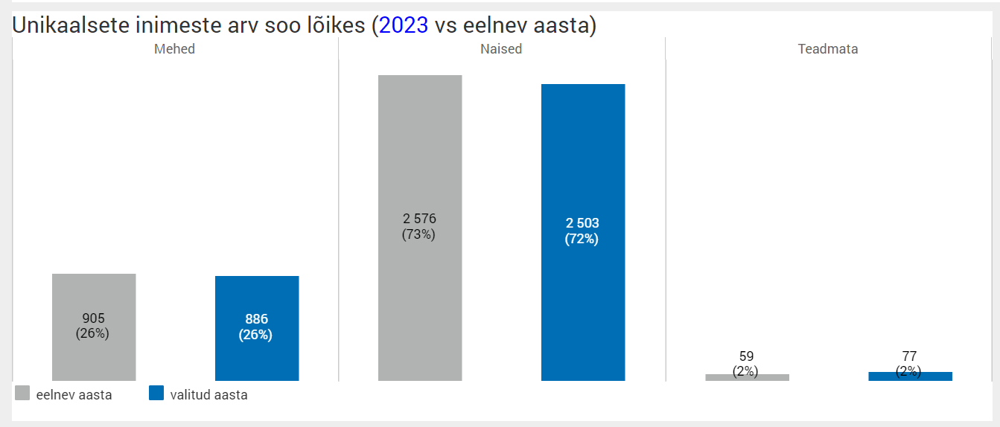 Unikaalsete inimeste arv soo lõikes (2023 vs eelnev aasta)
Mehed
Naised
Teadmata
905
(26%)
886
(26%)
2 576
(73%)
2 503
(72%)
59
(2%)
77
(2%)
eelnev aasta
valitud aasta